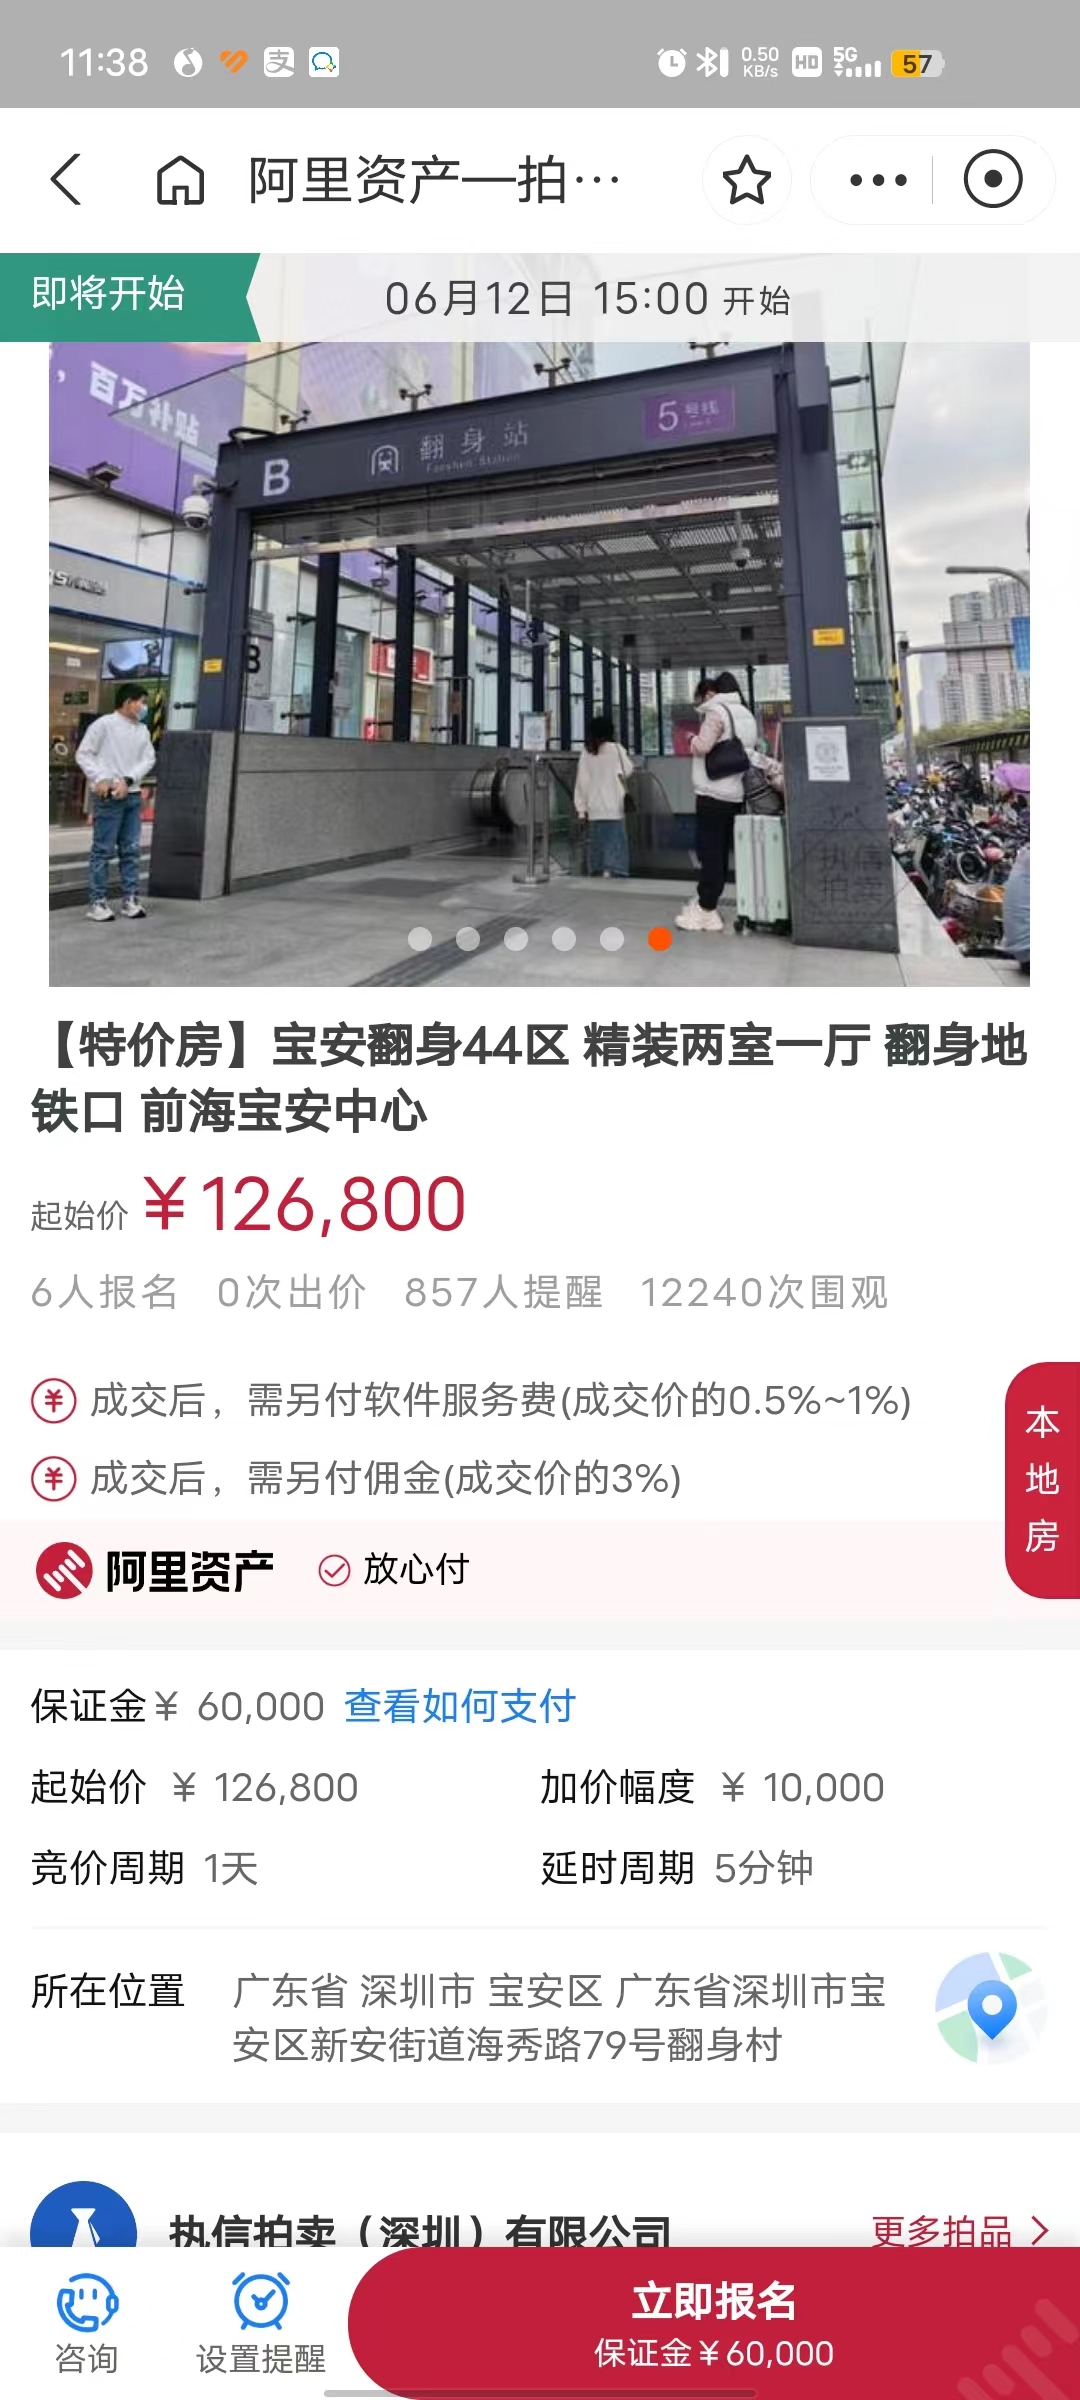 11:38
支
0.50
KB/s
HD
5G
57
阿里资产—拍···
即将开始
06月12日 15:00 开始
百万补贴
B
翻身站
Fanshen Station
5号线
B
执信
拍卖
【特价房】宝安翻身44区 精装两室一厅 翻身地
铁口 前海宝安中心
起始价 ¥126,800
6人报名 0次出价 857人提醒 12240次围观
成交后，需另付软件服务费(成交价的0.5%~1%)
成交后，需另付佣金(成交价的3%)
本地房
阿里资产 放心付
保证金¥ 60,000 查看如何支付
起始价 ¥ 126,800 加价幅度 ¥ 10,000
竞价周期 1天 延时周期 5分钟
所在位置 广东省 深圳市 宝安区 广东省深圳市宝
安区新安街道海秀路79号翻身村
执信拍卖（深圳）有限公司 更多拍品
咨询
设置提醒
立即报名
保证金¥60,000